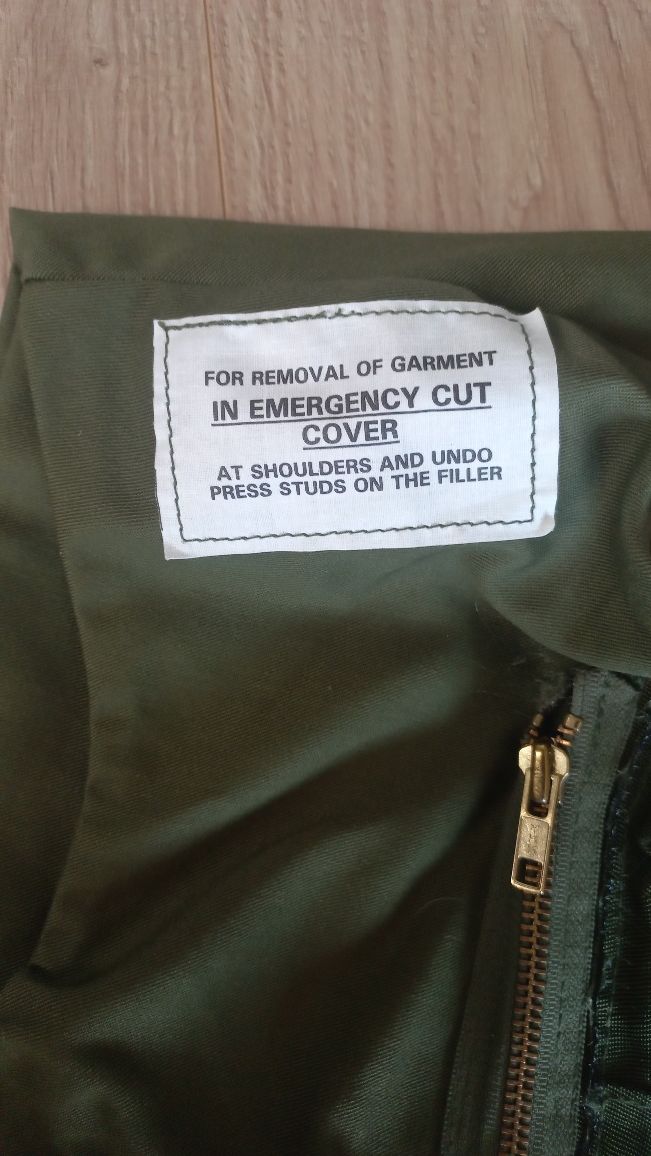 FOR REMOVAL OF GARMENT
IN EMERGENCY CUT
COVER
AT SHOULDERS AND UNDO
PRESS STUDS ON THE FILLER